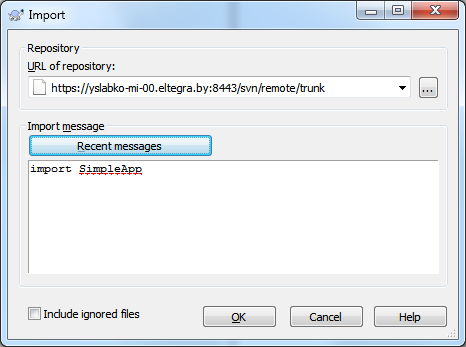 Import
Repository
URL of repository:
https://yslabko-mi-00.eltegra.by:8443/svn/remote/trunk
...
Import message
Recent messages
import SimpleApp
Include ignored files
OK
Cancel
Help